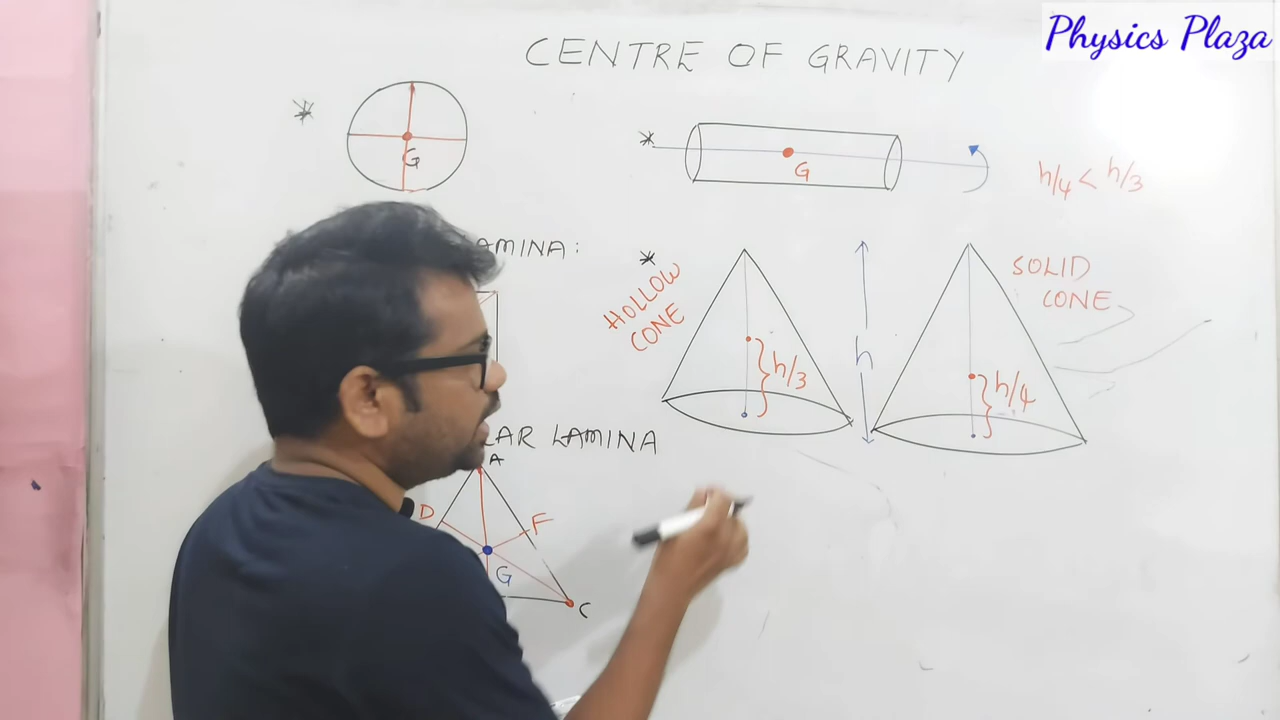 Physics Plaza
CENTRE OF GRAVITY
*
G
*
G
h/4 < h/3
AMINA:
*
HOLLOW
CONE
h/3
h
SOLID
CONE
h/4
AR LAMINA
A
D
F
G
C